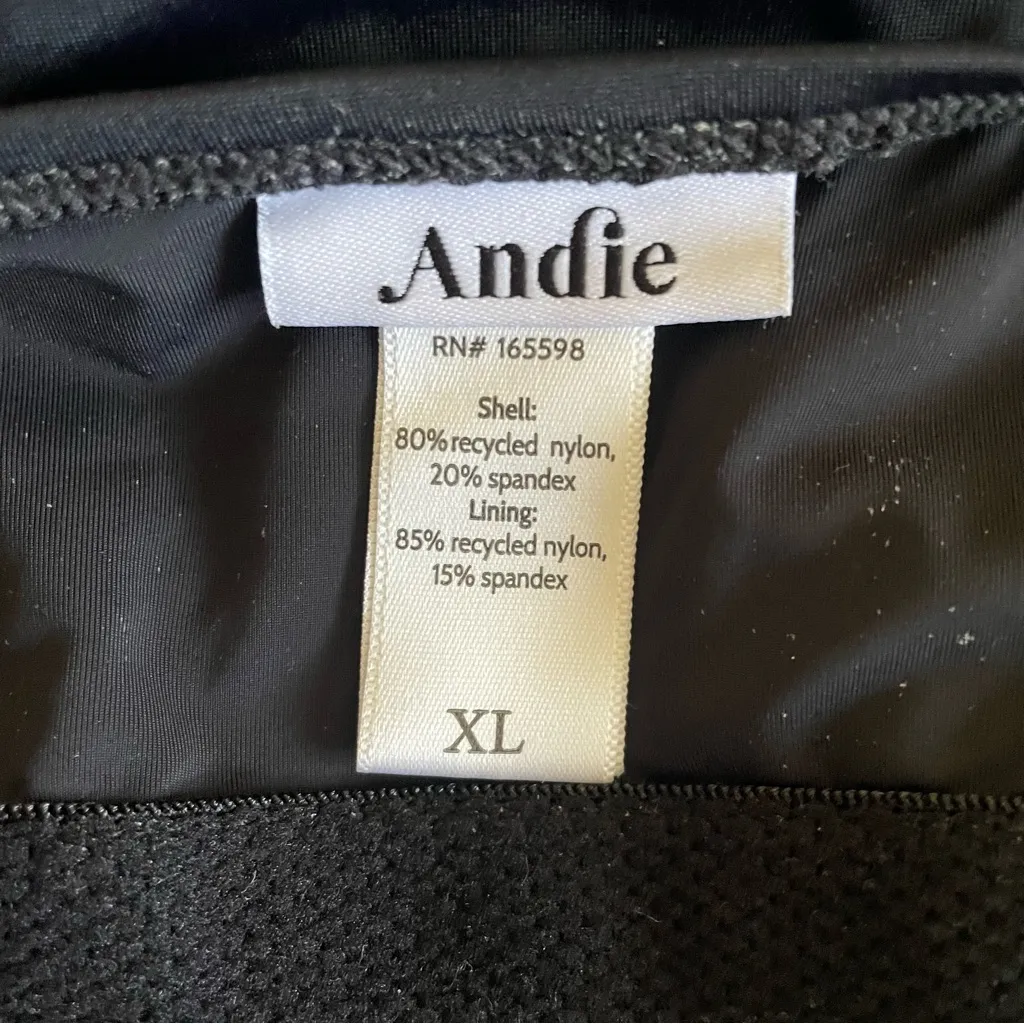 Andie
RN# 165598
Shell:
80% recycled nylon,
20% spandex
Lining:
85% recycled nylon,
15% spandex
XL